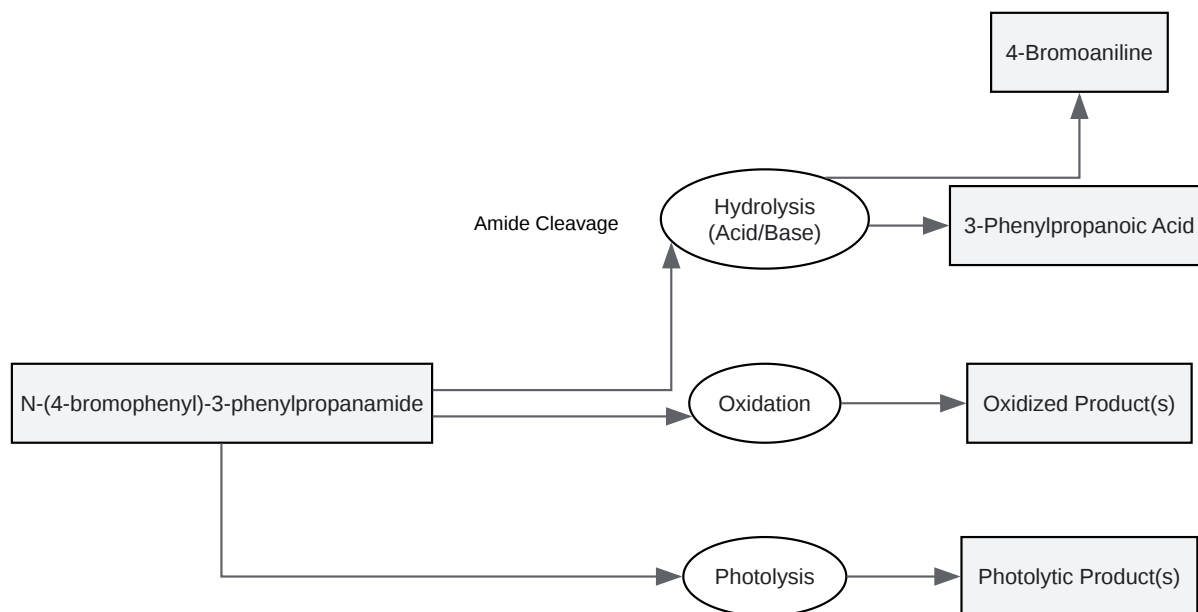 4-Bromoaniline
Amide Cleavage
Hydrolysis
(Acid/Base)
3-Phenylpropanoic Acid
N-(4-bromophenyl)-3-phenylpropanamide
Oxidation
Oxidized Product(s)
Photolysis
Photolytic Product(s)